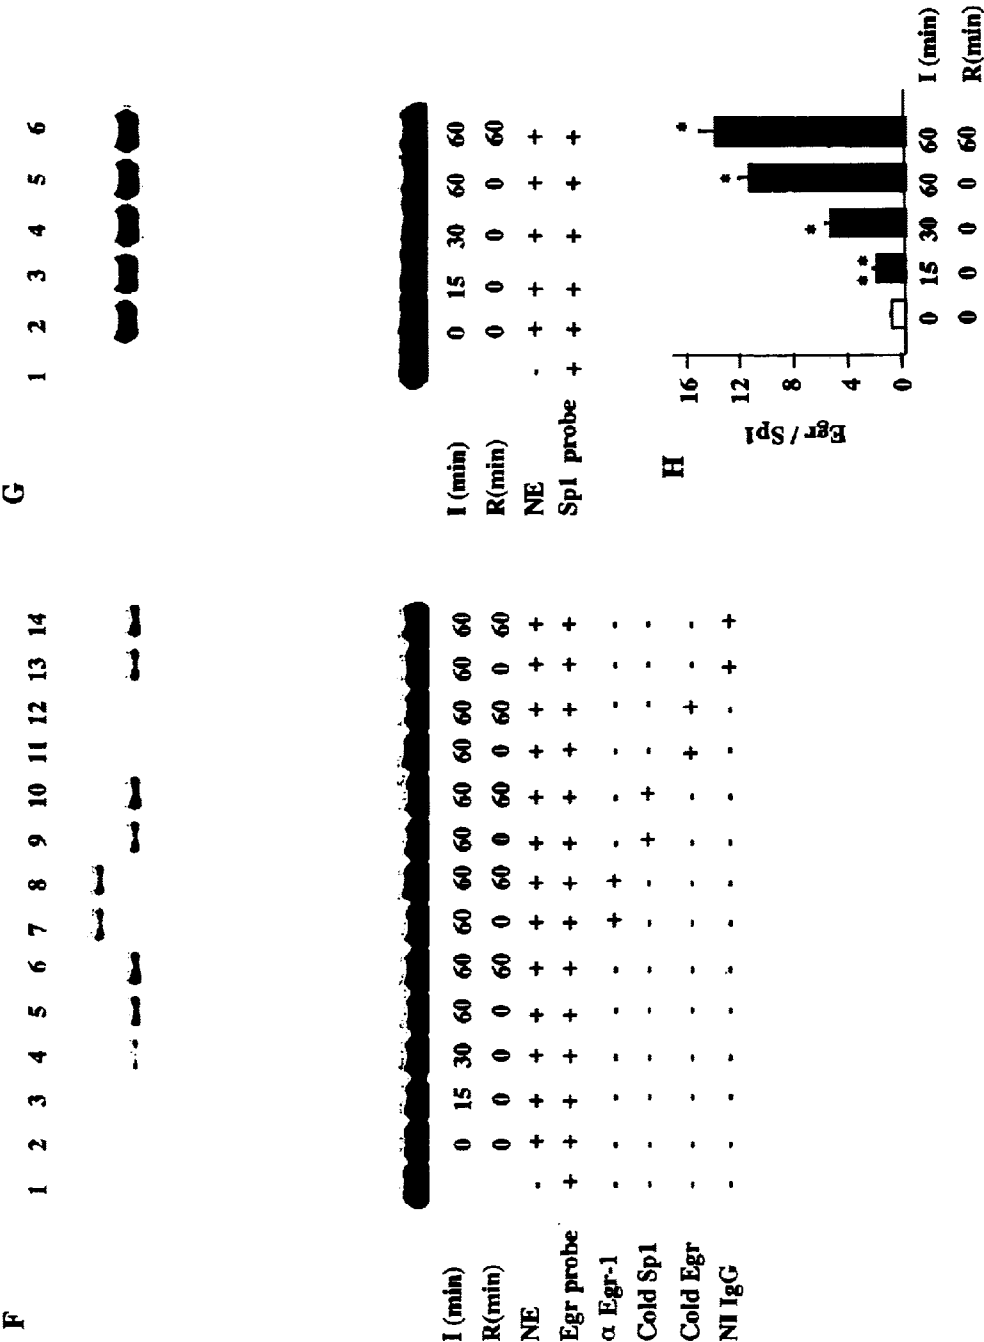 F
1 2 3 4 5 6 7 8 9 10 11 12 13 14
I (min) 0 15 30 60 60 60 60 60 60 60 60 60 60
R(min) 0 0 0 0 60 0 60 0 60 0 60 0 60
NE - + + + + + + + + + + + + +
Egr probe + + + + + + + + + + + + + +
α Egr-1 - - - - - - + + - - - - - -
Cold Sp1 - - - - - - - - + + - - - -
Cold Egr - - - - - - - - - - + + - -
NI IgG - - - - - - - - - - - - + +
G
1 2 3 4 5 6
I (min) 0 15 30 60 60
R(min) 0 0 0 0 60
NE - + + + + +
Sp1 probe + + + + + +
H
Egr / Sp1
16
12
8
4
0
* * * * *
0 15 30 60 60 I (min)
0 0 0 0 60 R(min)